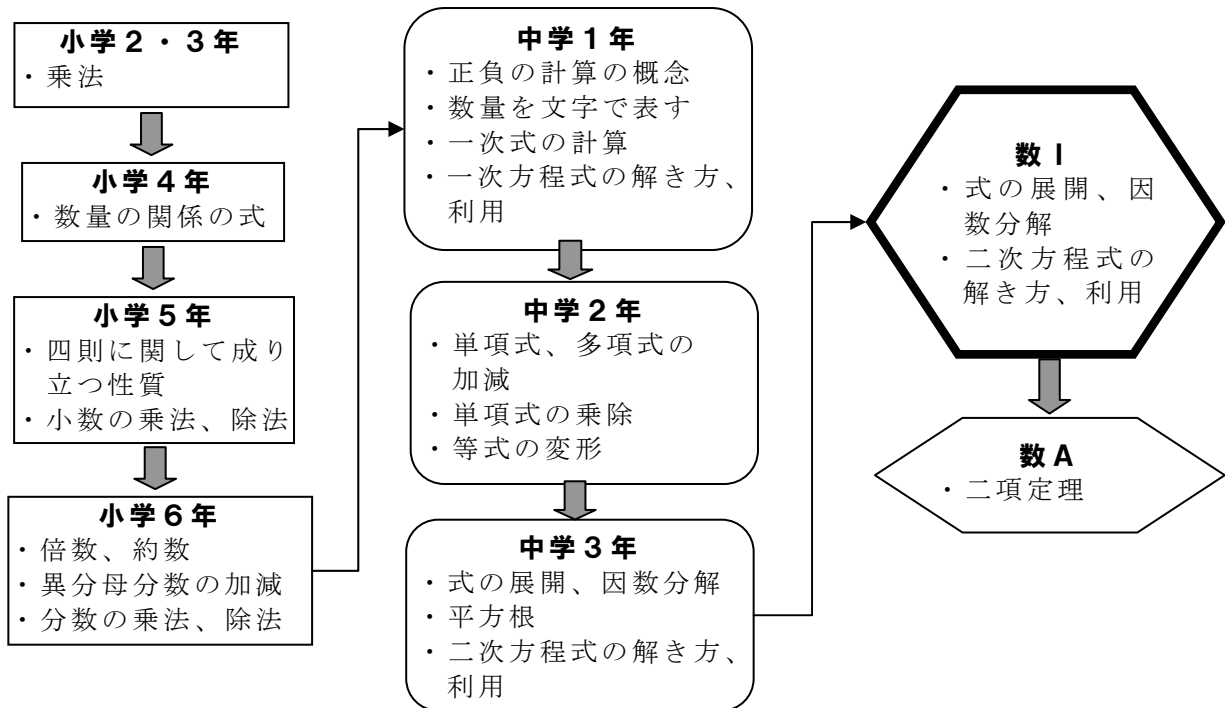 小学2・3年
・乗法
小学4年
・数量の関係の式
小学5年
・四則に関して成り
立つ性質
・小数の乗法、除法
小学6年
・倍数、約数
・異分母分数の加減
・分数の乗法、除法
中学1年
・正負の計算の概念
・数量を文字で表す
・一次式の計算
・一次方程式の解き方、
利用
中学2年
・単項式、多項式の
加減
・単項式の乗除
・等式の変形
中学3年
・式の展開、因数分解
・平方根
・二次方程式の解き方、
利用
数Ⅰ
・式の展開、因
数分解
・二次方程式の
解き方、利用
数A
・二項定理